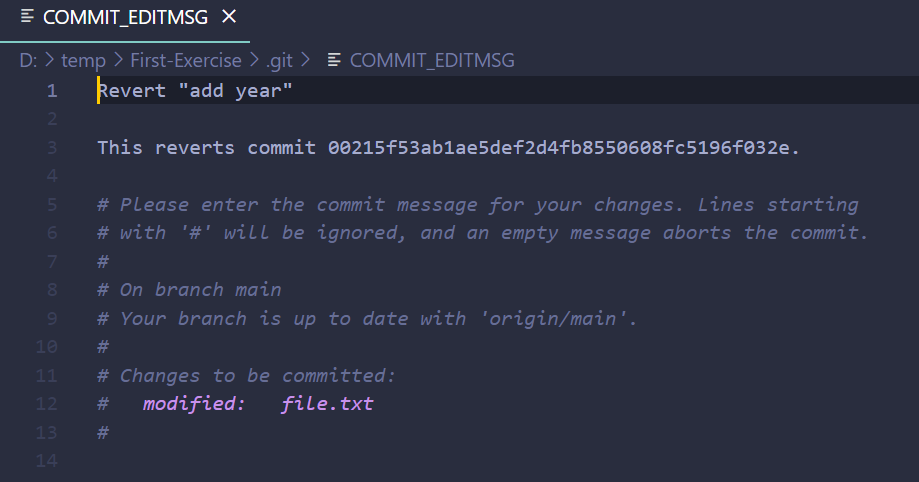 COMMIT_EDITMSG ×
D: > temp > First-Exercise > .git > COMMIT_EDITMSG
1 Revert "add year"
2
3 This reverts commit 00215f53ab1ae5def2d4fb8550608fc5196f032e.
4
5 # Please enter the commit message for your changes. Lines starting
6 # with '#' will be ignored, and an empty message aborts the commit.
7 #
8 # On branch main
9 # Your branch is up to date with 'origin/main'.
10 #
11 # Changes to be committed:
12 #   modified:   file.txt
13 #
14